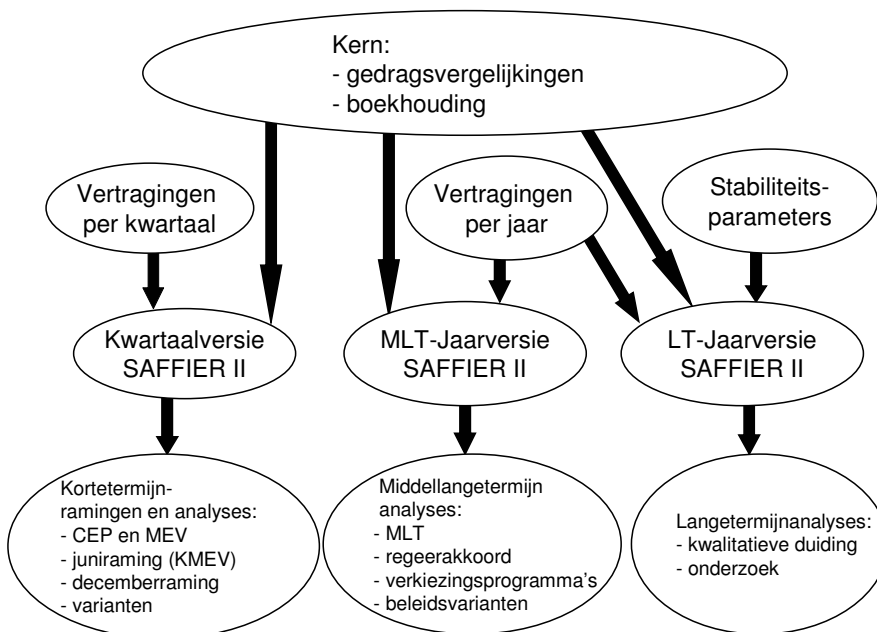 Kern:
- gedragsvergelijkingen
- boekhouding
Vertragingen
per kwartaal
Vertragingen
per jaar
Stabiliteits-
parameters
Kwartaalversie
SAFFIER II
MLT-Jaarversie
SAFFIER II
LT-Jaarversie
SAFFIER II
Kortetermijn-
ramingen en analyses:
- CEP en MEV
- juniraming (KMEV)
- decemberraming
- varianten
Middellangetermijn
analyses:
- MLT
- regeerakkoord
- verkiezingsprogramma's
- beleidsvarianten
Langetermijnanalyses:
- kwalitatieve duiding
- onderzoek